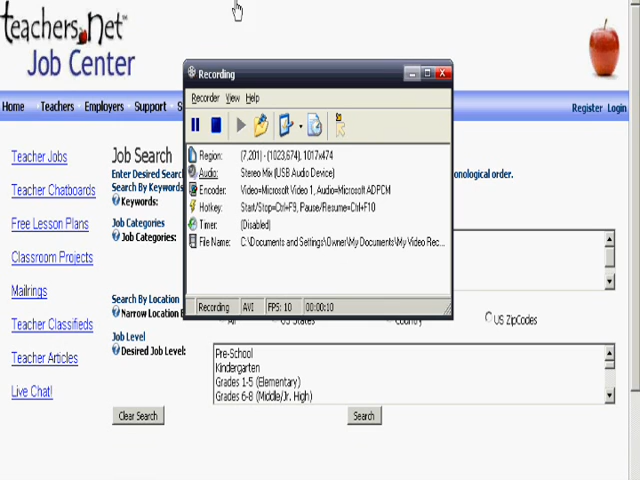 teachers.net
Job Center
Home Teachers Employers Support S
Register Login
Recording
Recorder View Help
Region: (7,201) - (1023,674), 1017x474
Audio: Stereo Mix (USB Audio Device)
Encoder: Video=Microsoft Video 1, Audio=Microsoft ADPCM
Hotkey: Start/Stop=Ctrl+F9, Pause/Resume=Ctrl+F10
Timer: (Disabled)
File Name: C:\Documents and Settings\Owner\My Documents\My Video Rec...
Recording AVI FPS: 10 00:00:10
Teacher Jobs
Teacher Chatboards
Free Lesson Plans
Classroom Projects
Mailrings
Teacher Classifieds
Teacher Articles
Live Chat!
Job Search
Enter Desired Sear
onological order.
Search By Keywords
Keywords:
Job Categories
Job Categories:
Search By Location
Narrow Location
US States
Country
US ZipCodes
Job Level
Desired Job Level:
Pre-School
Kindergarten
Grades 1-5 (Elementary)
Grades 6-8 (Middle/Jr. High)
Clear Search
Search